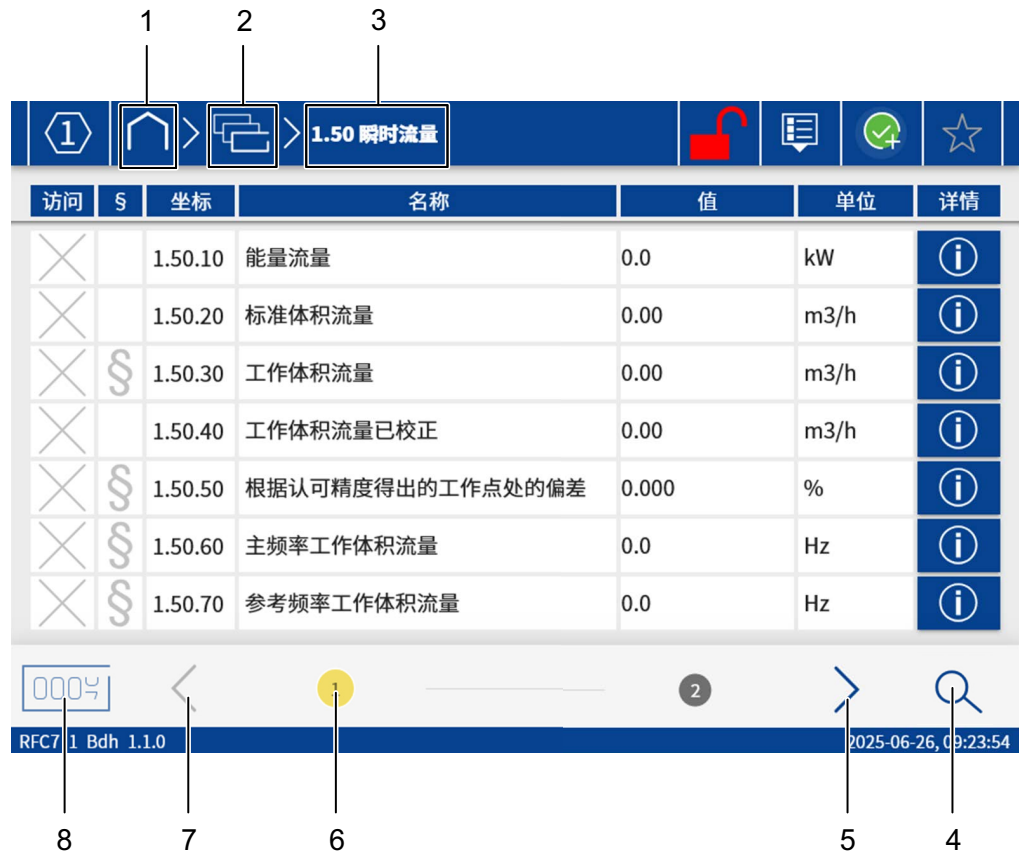 1 2 3
1 1.50 瞬时流量
访问 § 坐标 名称 值 单位 详情
1.50.10 能量流量 0.0 kW
1.50.20 标准体积流量 0.00 m3/h
§ 1.50.30 工作体积流量 0.00 m3/h
1.50.40 工作体积流量已校正 0.00 m3/h
§ 1.50.50 根据认可精度得出的工作点处的偏差 0.000 %
§ 1.50.60 主频率工作体积流量 0.0 Hz
§ 1.50.70 参考频率工作体积流量 0.0 Hz
1 2
Bdh 1.1.0 2025-06-26, 09:23:54
8 7 6 5 4